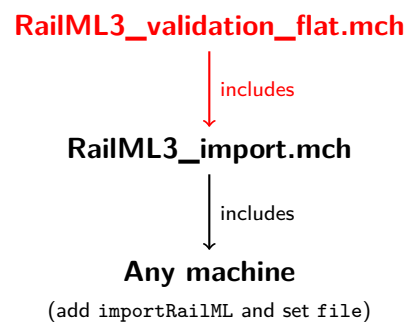 RailML3_validation_flat.mch
includes
RailML3_import.mch
includes
Any machine
(add importRailML and set file)